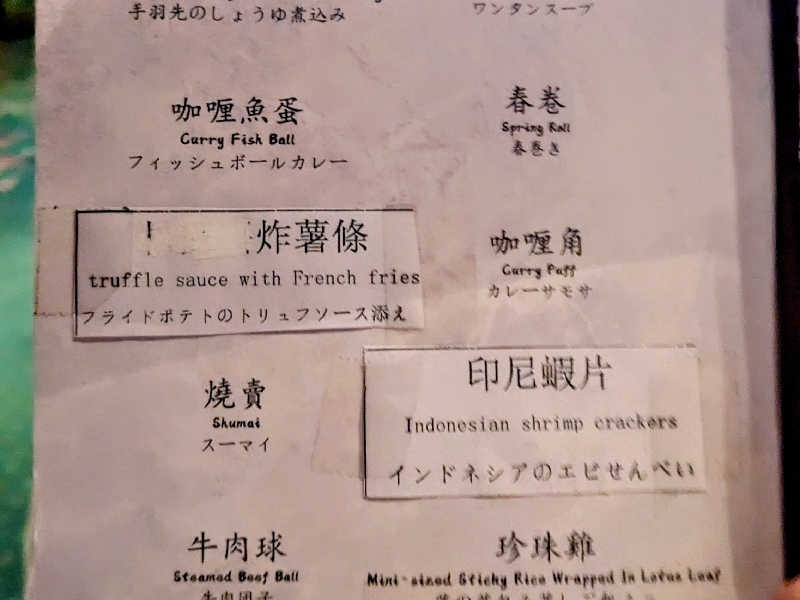 手羽先のしょうゆ煮込み
ワンタンスープ
咖喱魚蛋
Curry Fish Ball
フィッシュボールカレー
春卷
Spring Roll
春巻き
炸薯條
truffle sauce with French fries
フライドポテトのトリュフソース添え
咖喱角
Curry Puff
カレーサモサ
燒賣
Shumai
スーマイ
印尼蝦片
Indonesian shrimp crackers
インドネシアのエビせんべい
牛肉球
Steamed Beef Ball
牛肉団子
珍珠雞
Mini-sized Sticky Rice Wrapped In Lotus Leaf